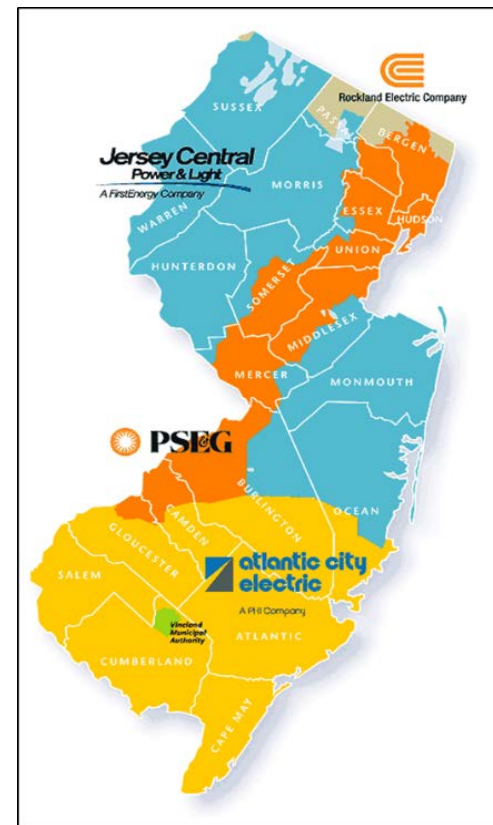 Rockland Electric Company
SUSSEX
PASSAIC
BERGEN
Jersey Central
Power & Light
A FirstEnergy Company
MORRIS
WARREN
ESSEX
HUDSON
UNION
HUNTERDON
SOMERSET
MIDDLESEX
MERCER
MONMOUTH
PSE&G
OCEAN
BURLINGTON
CAMDEN
GLOUCESTER
atlantic city
electric
A PHI Company
SALEM
Vineland
Municipal
Authority
ATLANTIC
CUMBERLAND
CAPE MAY